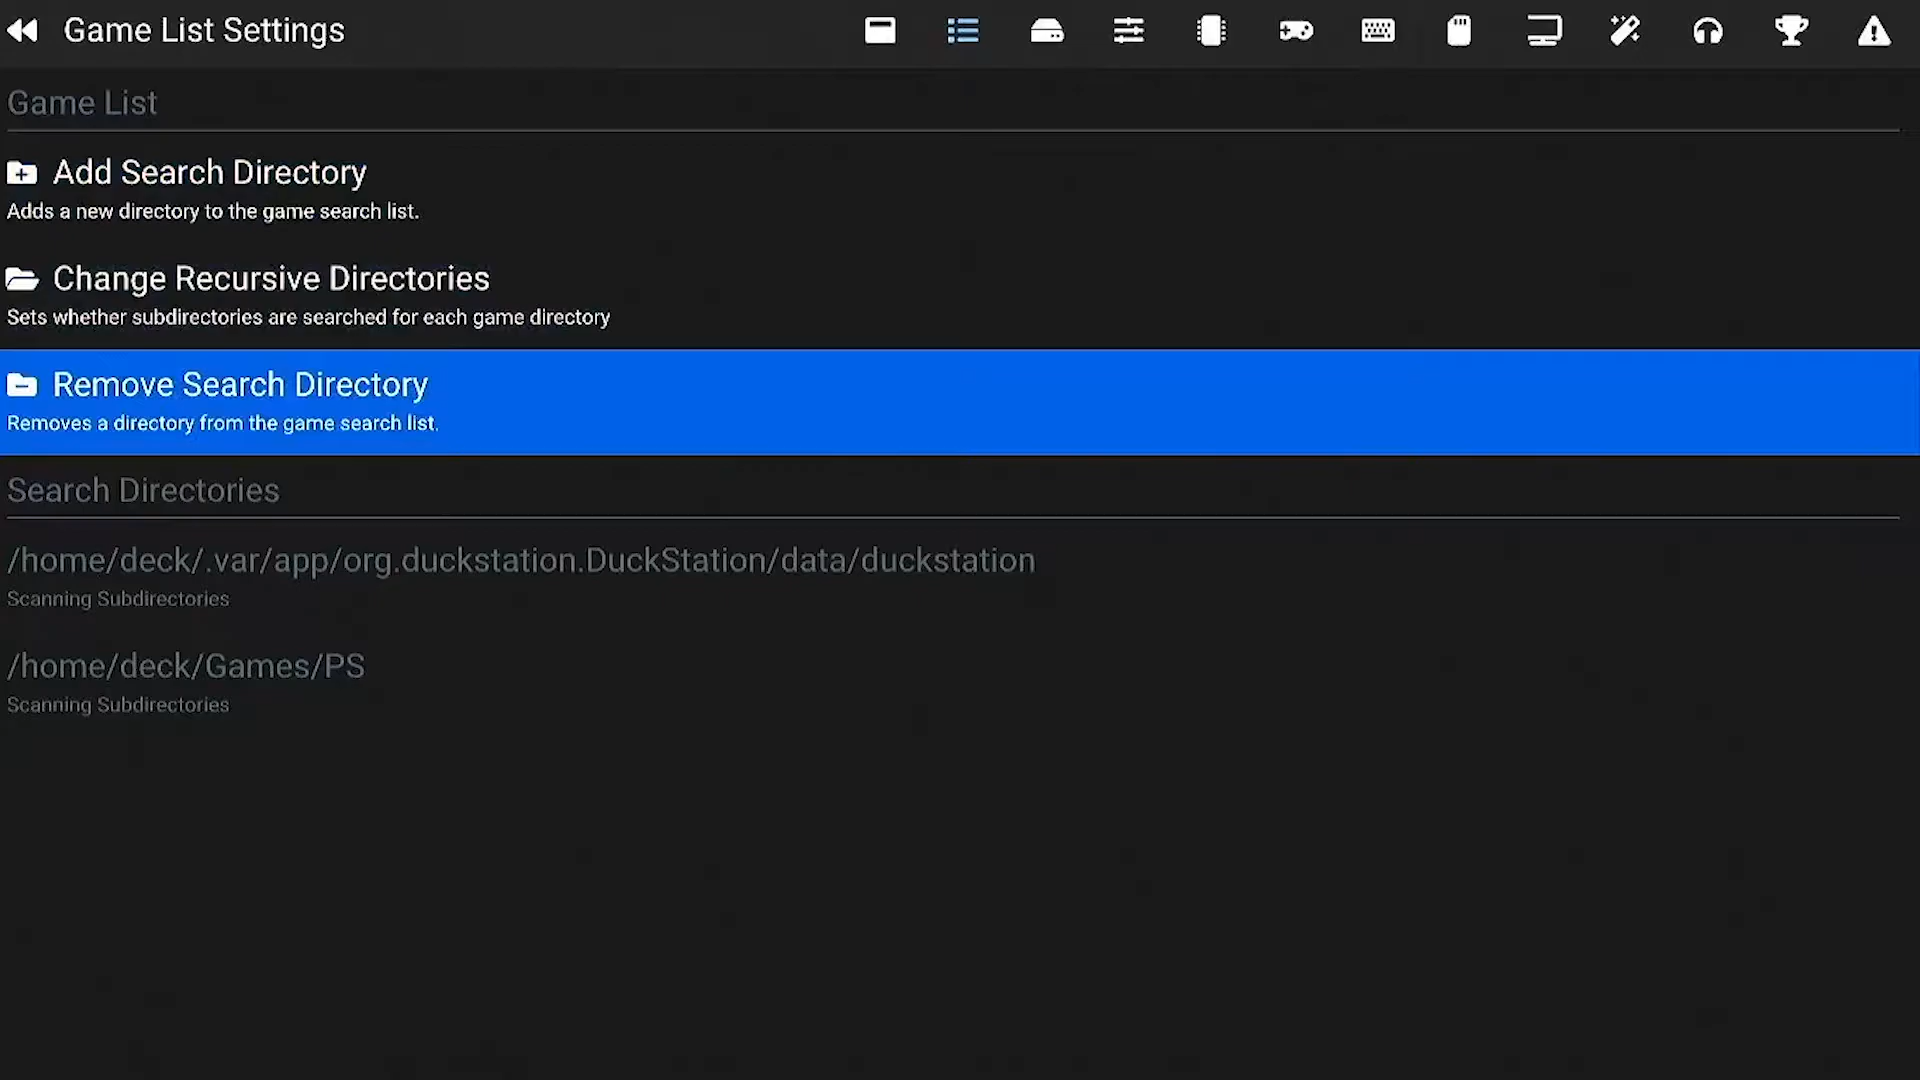 Game List Settings
Game List
Add Search Directory
Adds a new directory to the game search list.
Change Recursive Directories
Sets whether subdirectories are searched for each game directory
Remove Search Directory
Removes a directory from the game search list.
Search Directories
/home/deck/.var/app/org.duckstation.DuckStation/data/duckstation
Scanning Subdirectories
/home/deck/Games/PS
Scanning Subdirectories